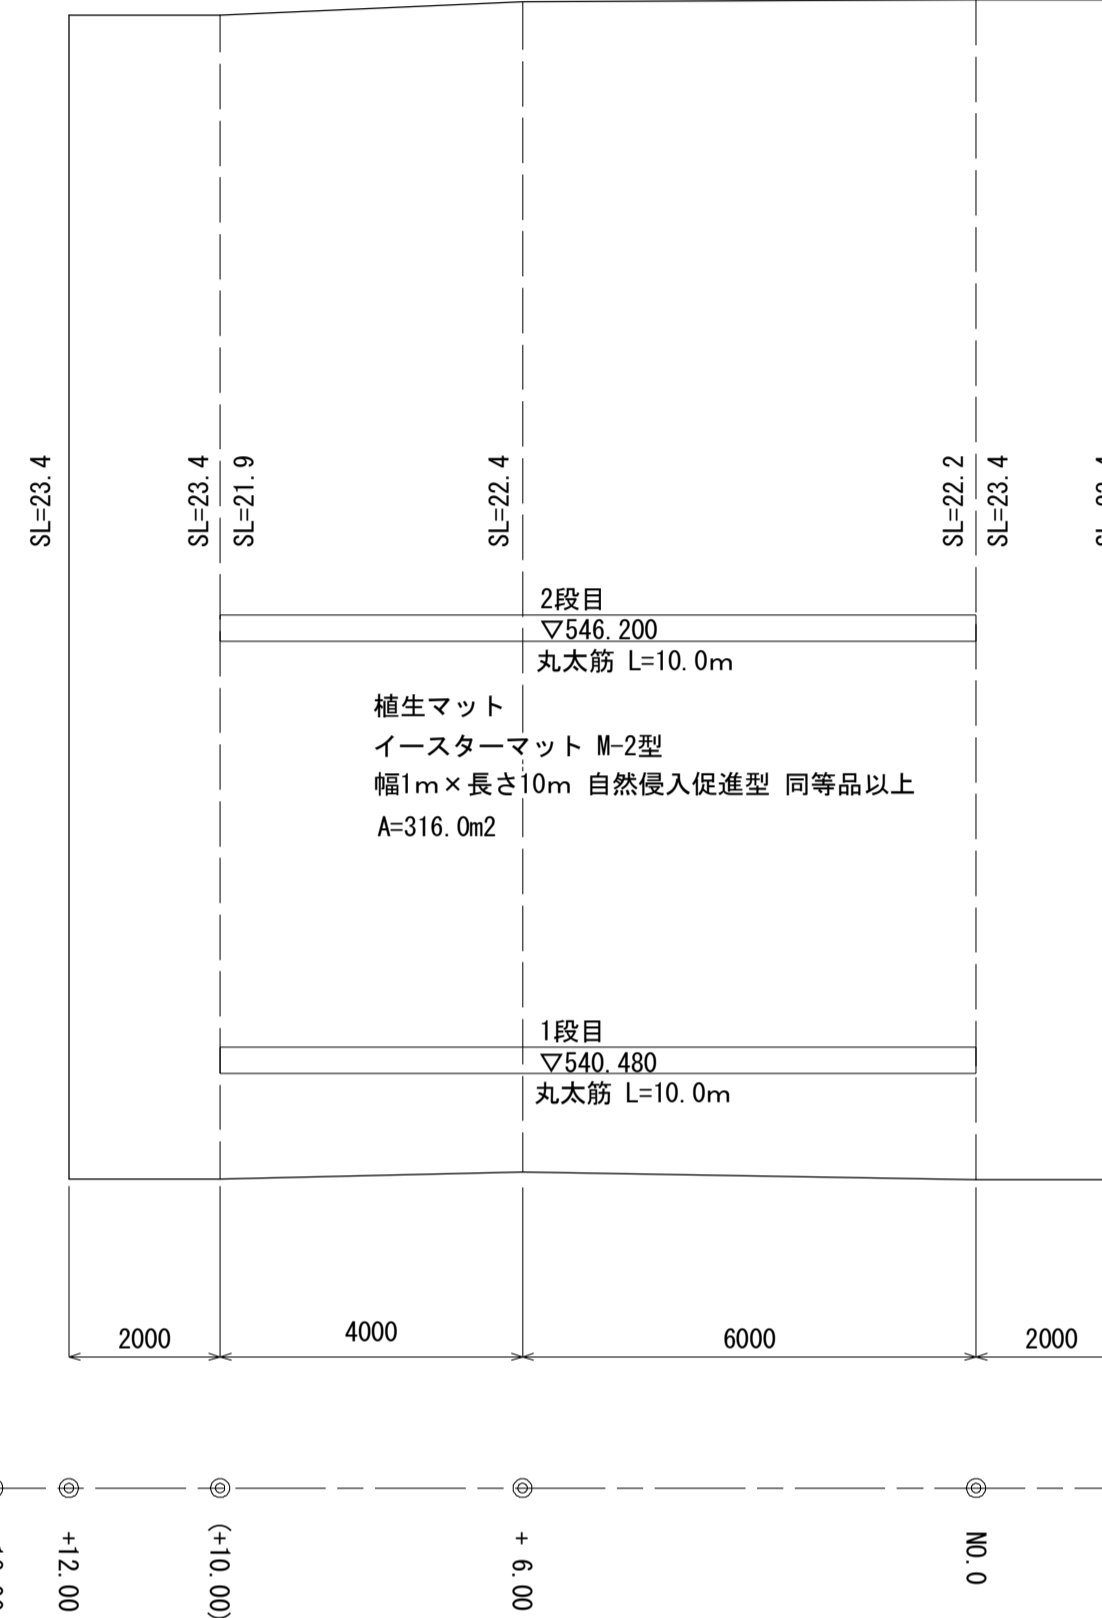 SL=23.4
SL=23.4
SL=21.9
SL=22.4
SL=22.2
SL=23.4
2段目
▽546.200
丸太筋 L=10.0m
植生マット
イースターマット M-2型
幅1m×長さ10m 自然侵入促進型 同等品以上
A=316.0m2
1段目
▽540.480
丸太筋 L=10.0m
2000
4000
6000
2000
+12.00
(+10.00)
+ 6.00
NO.0